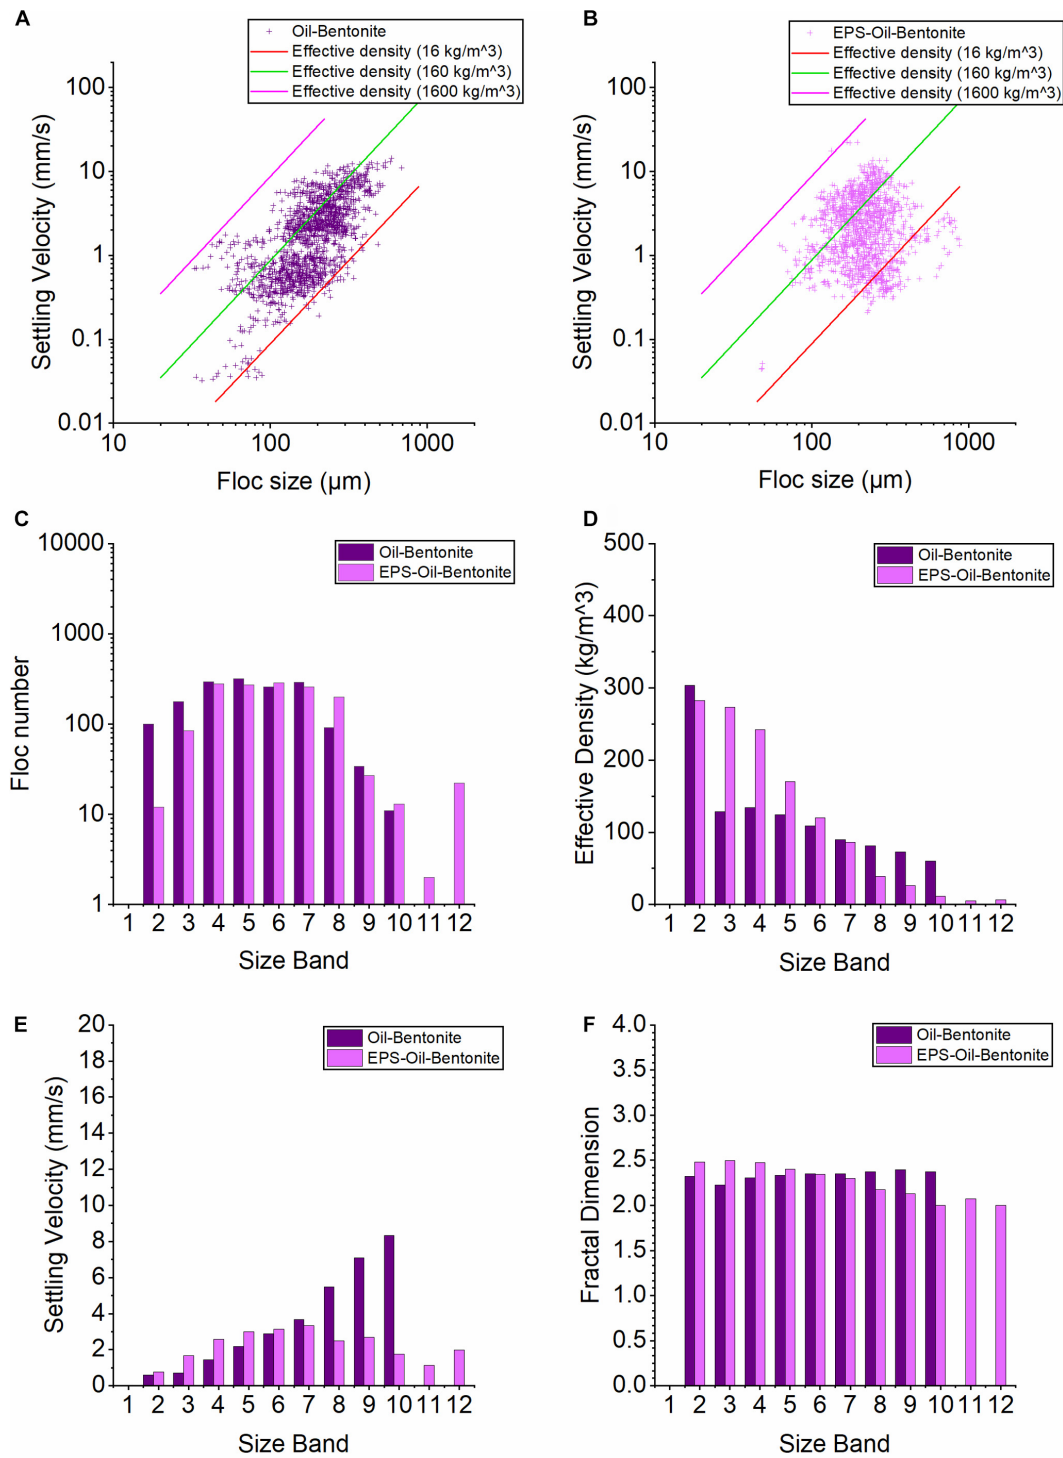 A
Oil-Bentonite
Effective density (16 kg/m^3)
Effective density (160 kg/m^3)
Effective density (1600 kg/m^3)
Settling Velocity (mm/s)
100
10
1
0.1
0.01
10 100 1000
Floc size (µm)
B
EPS-Oil-Bentonite
Effective density (16 kg/m^3)
Effective density (160 kg/m^3)
Effective density (1600 kg/m^3)
Settling Velocity (mm/s)
100
10
1
0.1
0.01
10 100 1000
Floc size (µm)
C
Oil-Bentonite
EPS-Oil-Bentonite
Floc number
10000
1000
100
10
1
1 2 3 4 5 6 7 8 9 10 11 12
Size Band
D
Oil-Bentonite
EPS-Oil-Bentonite
Effective Density (kg/m^3)
500
400
300
200
100
0
1 2 3 4 5 6 7 8 9 10 11 12
Size Band
E
Oil-Bentonite
EPS-Oil-Bentonite
Settling Velocity (mm/s)
20
18
16
14
12
10
8
6
4
2
0
1 2 3 4 5 6 7 8 9 10 11 12
Size Band
F
Oil-Bentonite
EPS-Oil-Bentonite
Fractal Dimension
4.0
3.5
3.0
2.5
2.0
1.5
1.0
0.5
0.0
1 2 3 4 5 6 7 8 9 10 11 12
Size Band